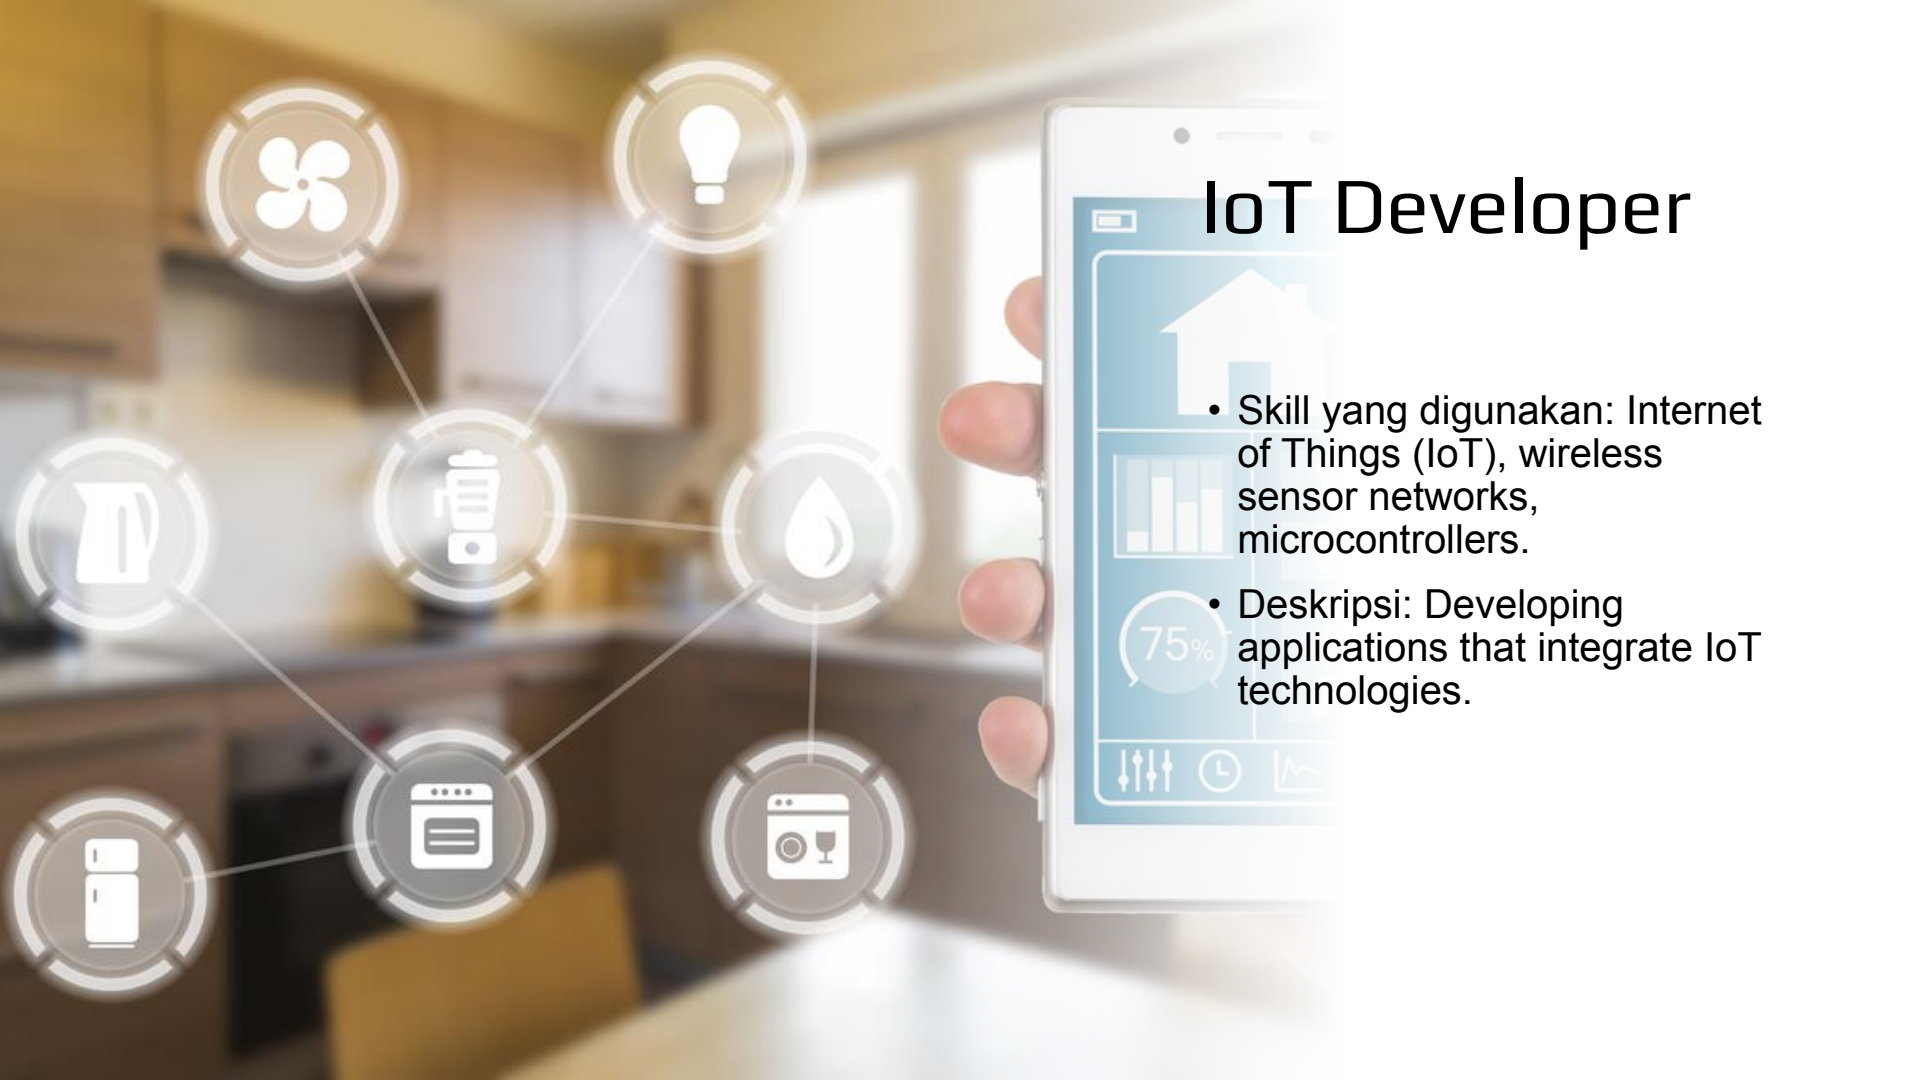 IoT Developer
• Skill yang digunakan: Internet
of Things (IoT), wireless
sensor networks,
microcontrollers.
• Deskripsi: Developing
applications that integrate IoT
technologies.
75%